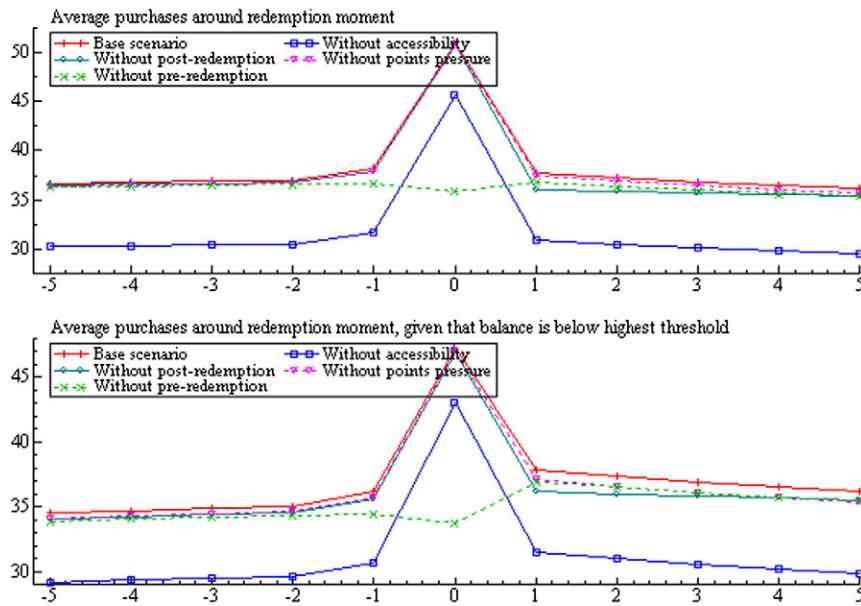 Average purchases around redemption moment
Base scenario Without accessibility
Without post-redemption Without points pressure
Without pre-redemption
50
45
40
35
30
-5 -4 -3 -2 -1 0 1 2 3 4 5
Average purchases around redemption moment, given that balance is below highest threshold
Base scenario Without accessibility
Without post-redemption Without points pressure
Without pre-redemption
45
40
35
30
-5 -4 -3 -2 -1 0 1 2 3 4 5